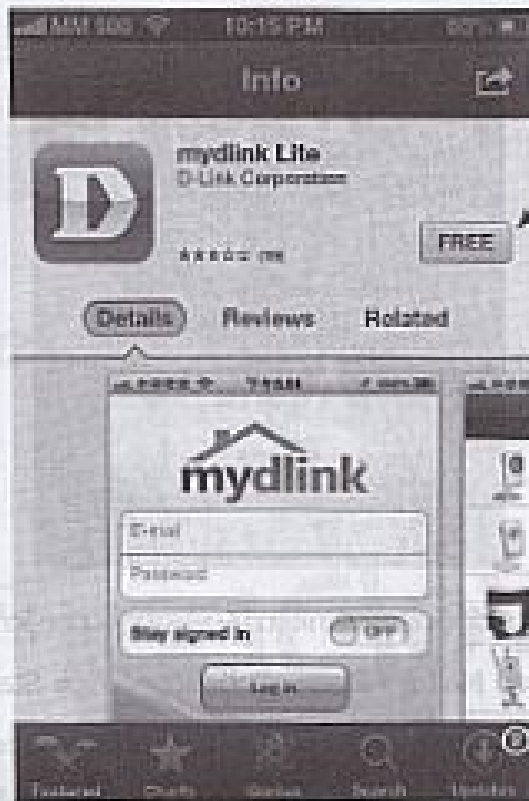 10:15 PM
Info
D
mydlink Lite
D-Link Corporation
FREE
Details Reviews Related
mydlink
E-mail
Password
Stay signed in OFF
Log in
Featured Charts Genius Search Updates